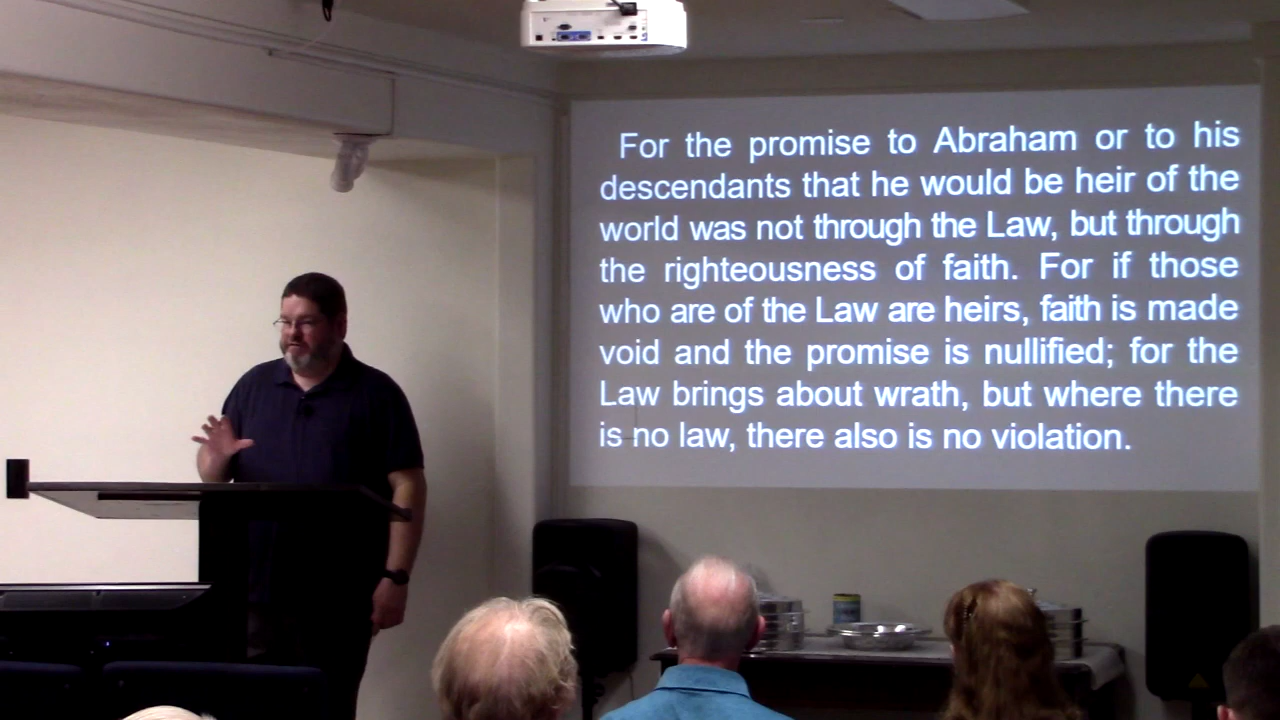 For the promise to Abraham or to his
descendants that he would be heir of the
world was not through the Law, but through
the righteousness of faith. For if those
who are of the Law are heirs, faith is made
void and the promise is nullified; for the
Law brings about wrath, but where there
is no law, there also is no violation.